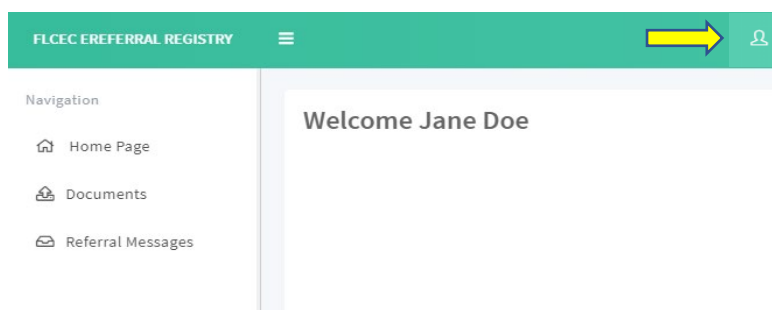 FLCEC EREFERRAL REGISTRY
Navigation
Home Page
Documents
Referral Messages
Welcome Jane Doe